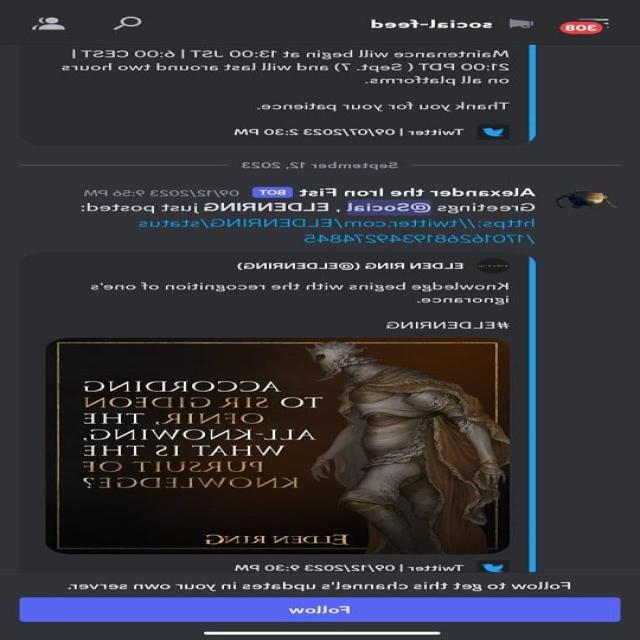 308
social-feed
Maintenance will begin at 13:00 JST | 6:00 CEST |
21:00 PDT ( Sept. 7) and will last around two hours
on all platforms.
Thank you for your patience.
Twitter | 09/07/2023 2:30 PM
September 12, 2023
Alexander the Iron Fist BOT 09/12/2023 9:56 PM
Greetings @Social , ELDENRING just posted:
https://twitter.com/ELDENRING/status/
/1701626819349274845
ELDEN RING (@ELDENRING)
Knowledge begins with the recognition of one's
ignorance.
#ELDENRING
ACCORDING
TO SIR GIDEON
OFNIR, THE
ALL-KNOWING,
WHAT IS THE
PURSUIT OF
KNOWLEDGE?
ELDEN RING
Twitter | 09/12/2023 9:30 PM
Follow to get this channel's updates in your own server.
Follow